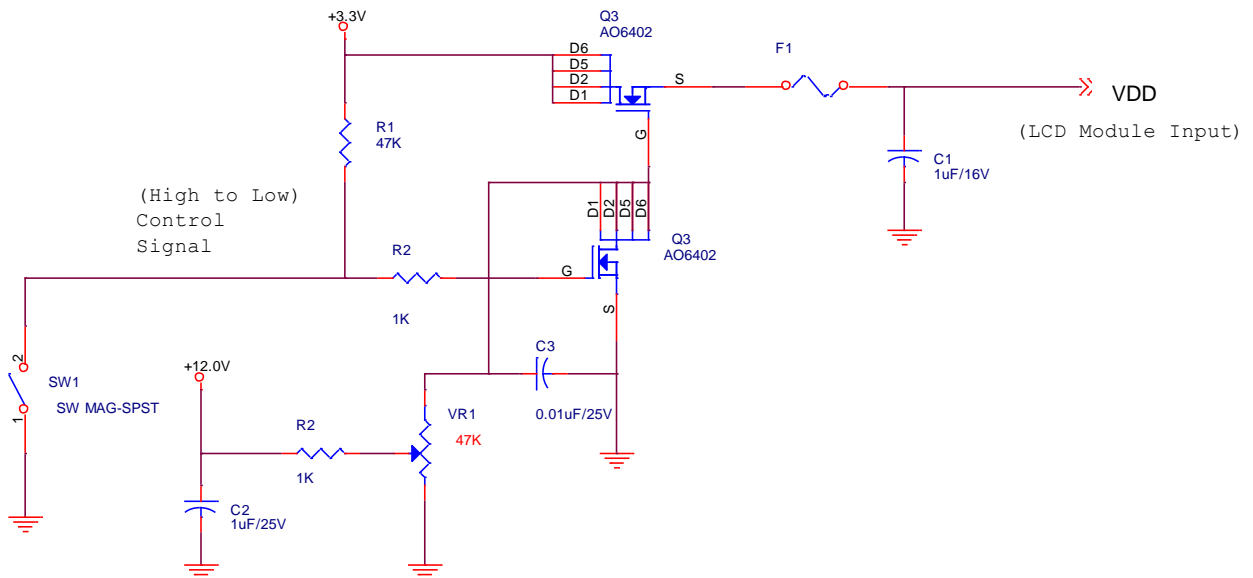 +3.3V
Q3
AO6402
D6
D5
D2
D1
S
G
F1
VDD
(LCD Module Input)
R1
47K
C1
1uF/16V
(High to Low)
Control
Signal
D1
D2
D5
D6
Q3
AO6402
R2
G
1K
S
2
1
SW1
SW MAG-SPST
+12.0V
C3
0.01uF/25V
VR1
47K
R2
1K
C2
1uF/25V